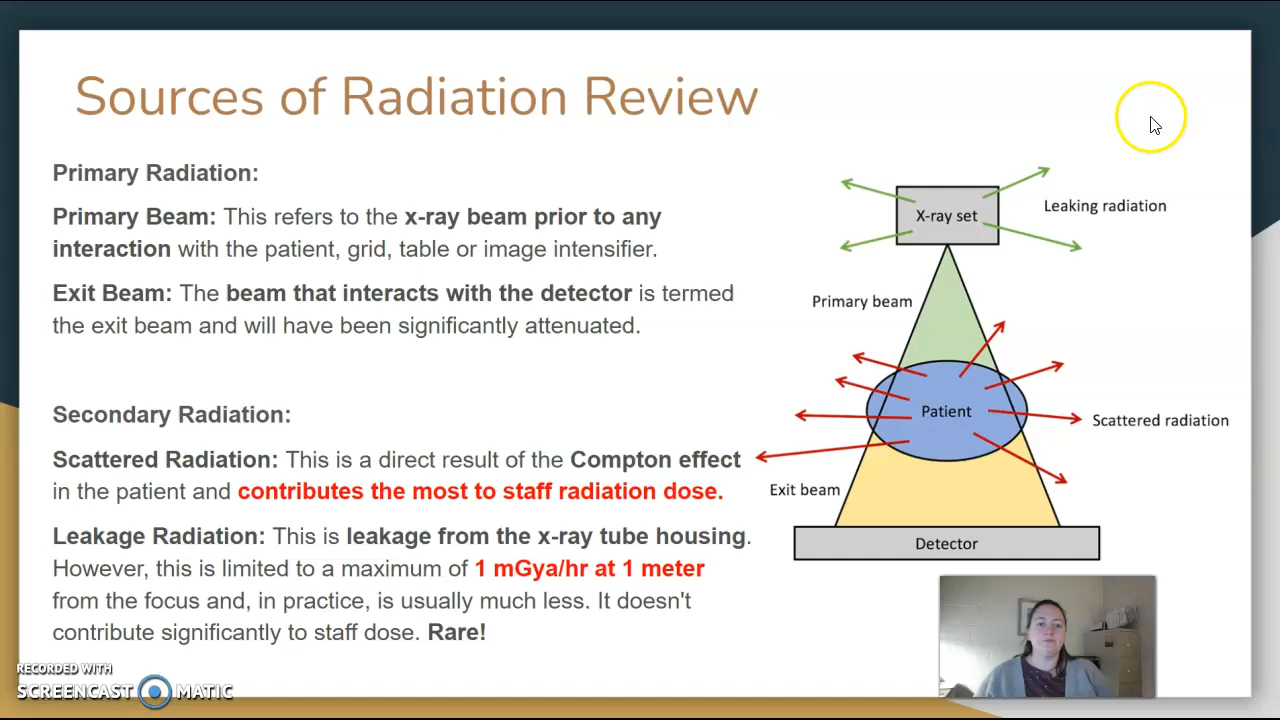 Sources of Radiation Review
Primary Radiation:
Primary Beam: This refers to the x-ray beam prior to any
interaction with the patient, grid, table or image intensifier.
Exit Beam: The beam that interacts with the detector is termed
the exit beam and will have been significantly attenuated.
Secondary Radiation:
Scattered Radiation: This is a direct result of the Compton effect
in the patient and contributes the most to staff radiation dose.
Leakage Radiation: This is leakage from the x-ray tube housing.
However, this is limited to a maximum of 1 mGya/hr at 1 meter
from the focus and, in practice, is usually much less. It doesn't
contribute significantly to staff dose. Rare!
X-ray set
Leaking radiation
Primary beam
Patient
Scattered radiation
Exit beam
Detector
RECORDED WITH
SCREENCAST MATIC